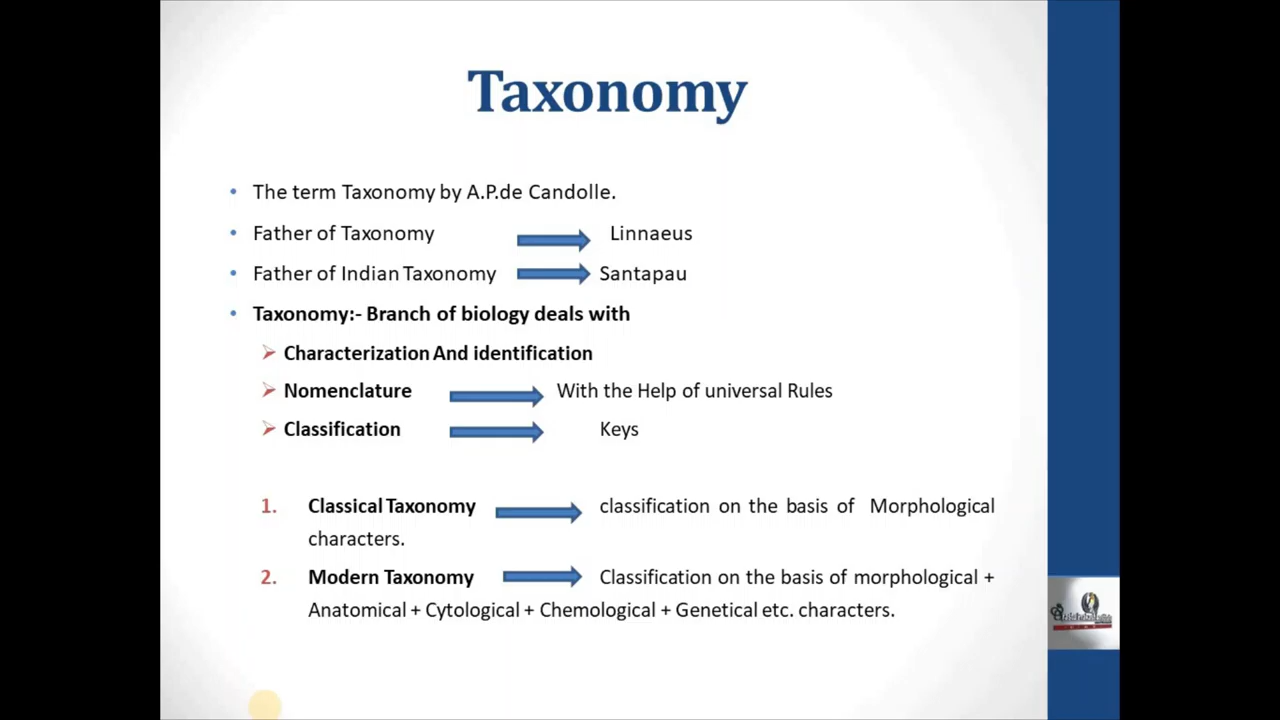 Taxonomy
• The term Taxonomy by A.P.de Candolle.
• Father of Taxonomy Linnaeus
• Father of Indian Taxonomy Santapau
• Taxonomy:- Branch of biology deals with
Characterization And identification
Nomenclature With the Help of universal Rules
Classification Keys
1. Classical Taxonomy classification on the basis of Morphological
characters.
2. Modern Taxonomy Classification on the basis of morphological +
Anatomical + Cytological + Chemological + Genetical etc. characters.